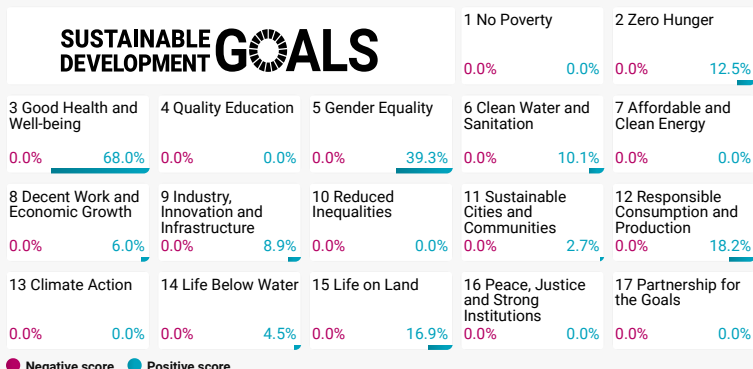 SUSTAINABLE
DEVELOPMENT
GOALS
1 No Poverty
0.0% 0.0%
2 Zero Hunger
0.0% 12.5%
3 Good Health and
Well-being
0.0% 68.0%
4 Quality Education
0.0% 0.0%
5 Gender Equality
0.0% 39.3%
6 Clean Water and
Sanitation
0.0% 10.1%
7 Affordable and
Clean Energy
0.0% 0.0%
8 Decent Work and
Economic Growth
0.0% 6.0%
9 Industry,
Innovation and
Infrastructure
0.0% 8.9%
10 Reduced
Inequalities
0.0% 0.0%
11 Sustainable
Cities and
Communities
0.0% 2.7%
12 Responsible
Consumption and
Production
0.0% 18.2%
13 Climate Action
0.0% 0.0%
14 Life Below Water
0.0% 4.5%
15 Life on Land
0.0% 16.9%
16 Peace, Justice
and Strong
Institutions
0.0% 0.0%
17 Partnership for
the Goals
0.0% 0.0%
Negative score Positive score